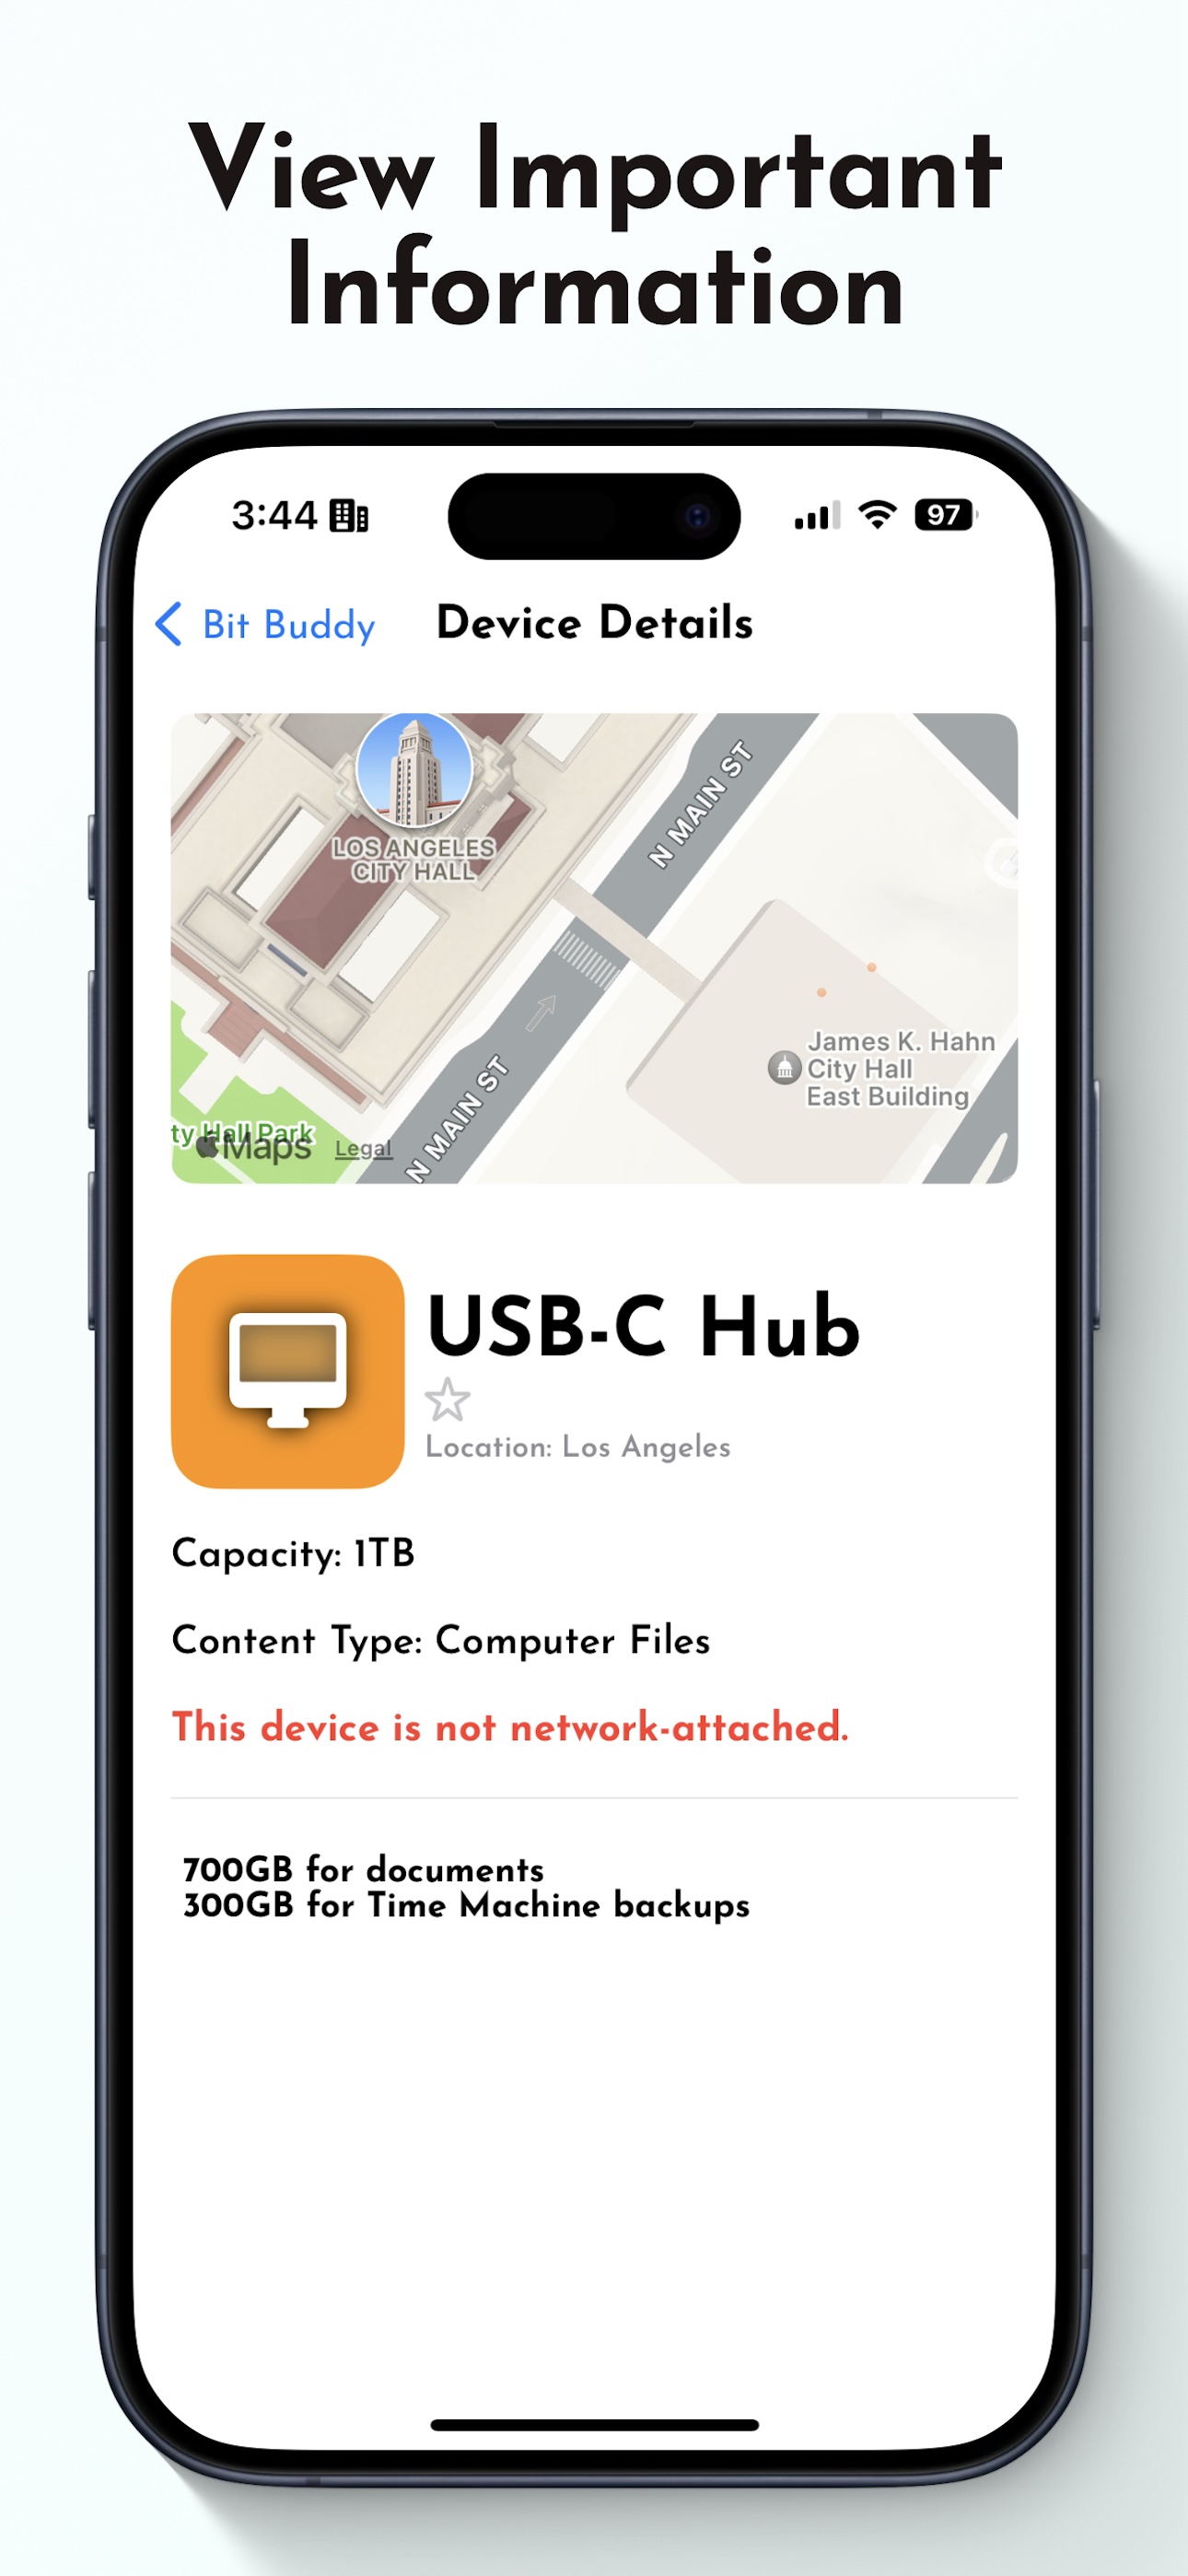 View Important
Information
3:44
97
Bit Buddy
Device Details
N MAIN ST
LOS ANGELES
CITY HALL
James K. Hahn
City Hall
East Building
N MAIN ST
ty Hall Park
Maps
Legal
USB-C Hub
Location: Los Angeles
Capacity: 1TB
Content Type: Computer Files
This device is not network-attached.
700GB for documents
300GB for Time Machine backups